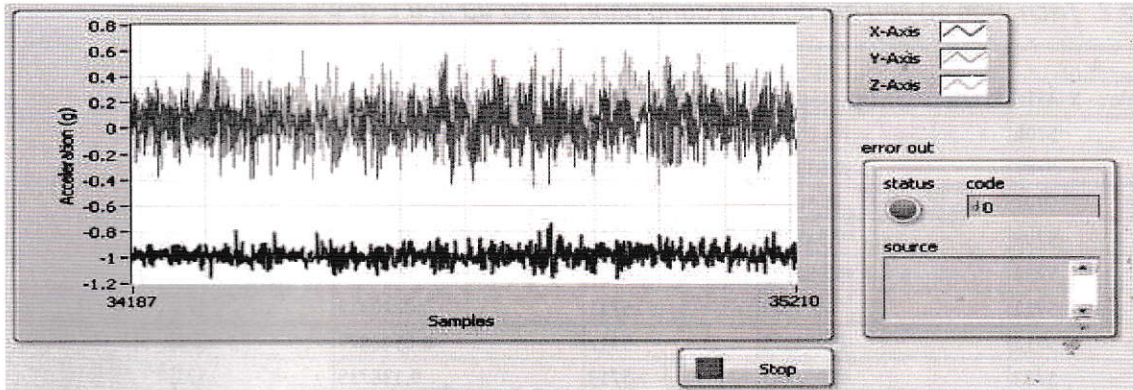 0.8
0.6
0.4
0.2
0
-0.2
-0.4
-0.6
-0.8
-1
-1.2
Acceleration (g)
34187
35210
Samples
X-Axis
Y-Axis
Z-Axis
error out
status
code
d0
source
Stop